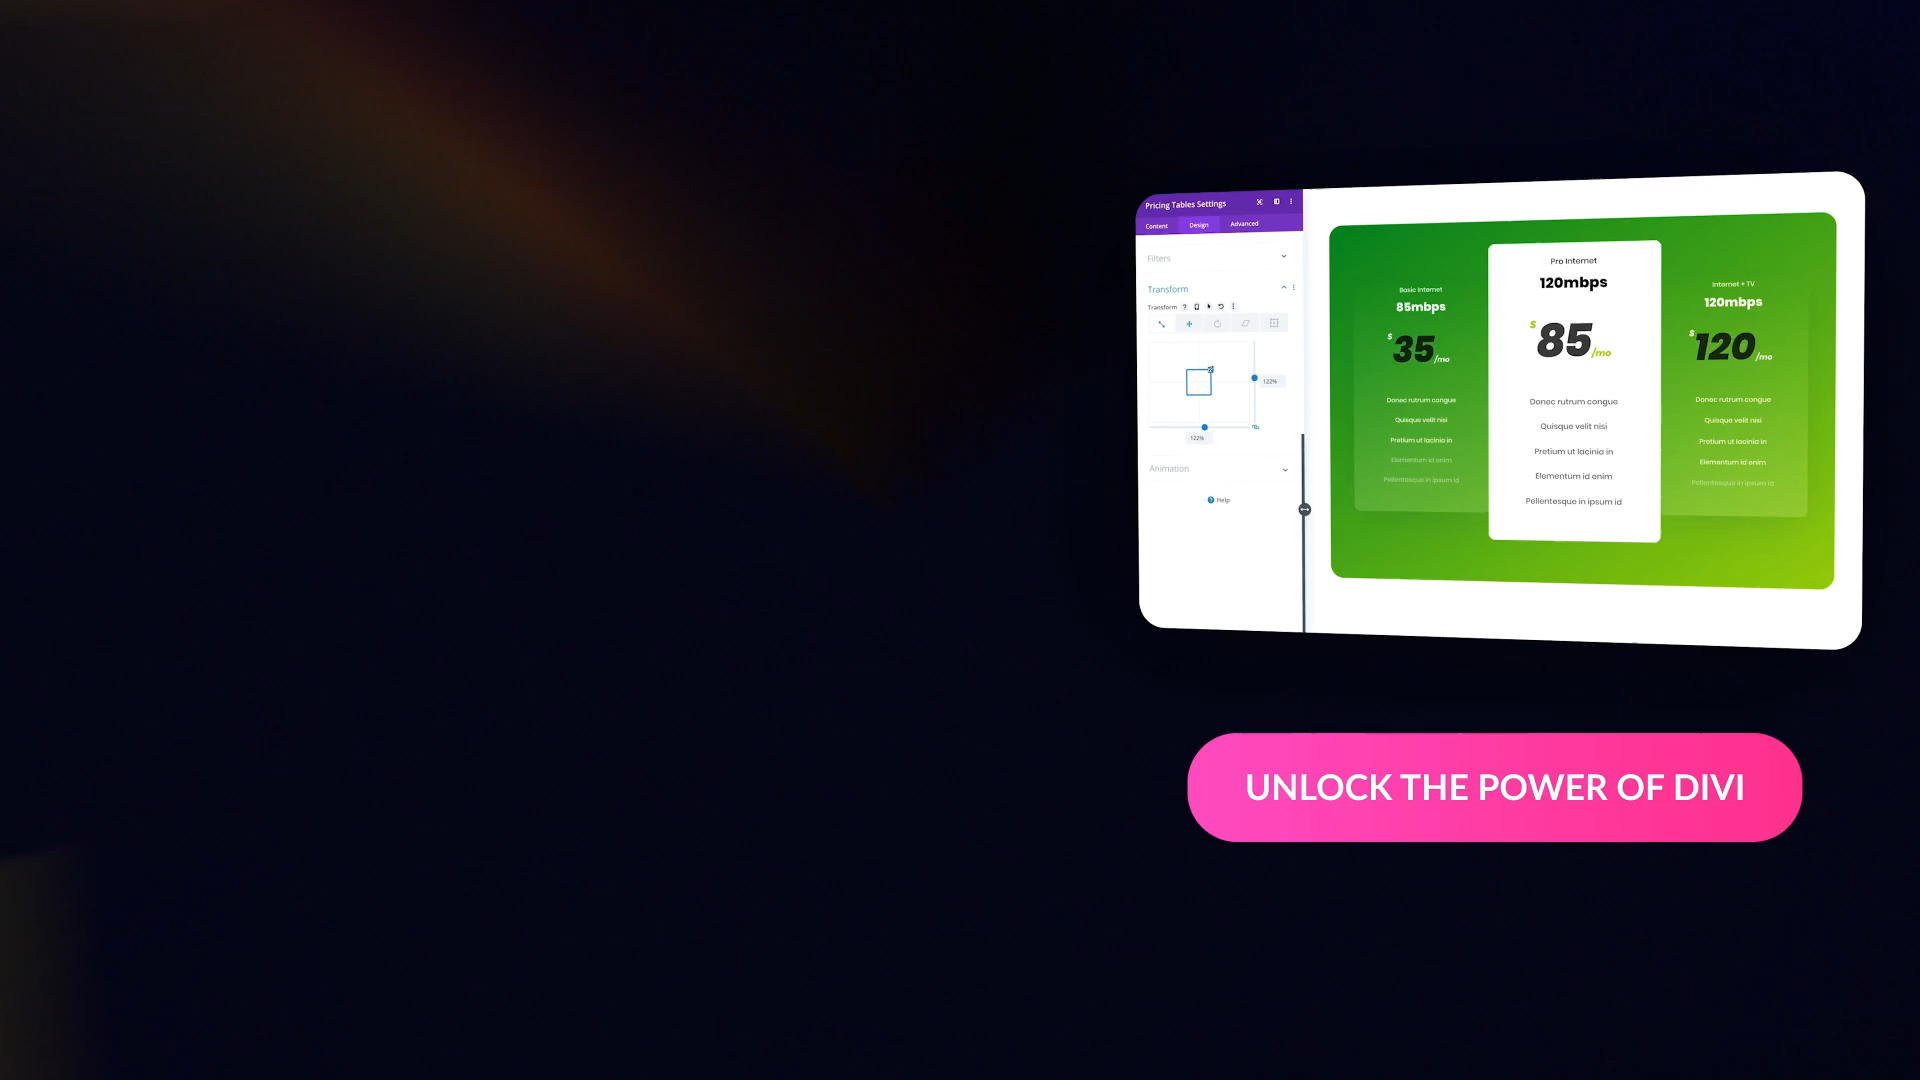 Pricing Tables Settings
Content Design Advanced
Filters
Transform
Transform
122%
122%
Animation
Help
Basic Internet
85mbps
$35/mo
Donec rutrum congue
Quisque velit nisi
Pretium ut lacinia in
Elementum id enim
Pellentesque in ipsum id
Pro Internet
120mbps
$85/mo
Donec rutrum congue
Quisque velit nisi
Pretium ut lacinia in
Elementum id enim
Pellentesque in ipsum id
Internet + TV
120mbps
$120/mo
Donec rutrum congue
Quisque velit nisi
Pretium ut lacinia in
Elementum id enim
Pellentesque in ipsum id
UNLOCK THE POWER OF DIVI